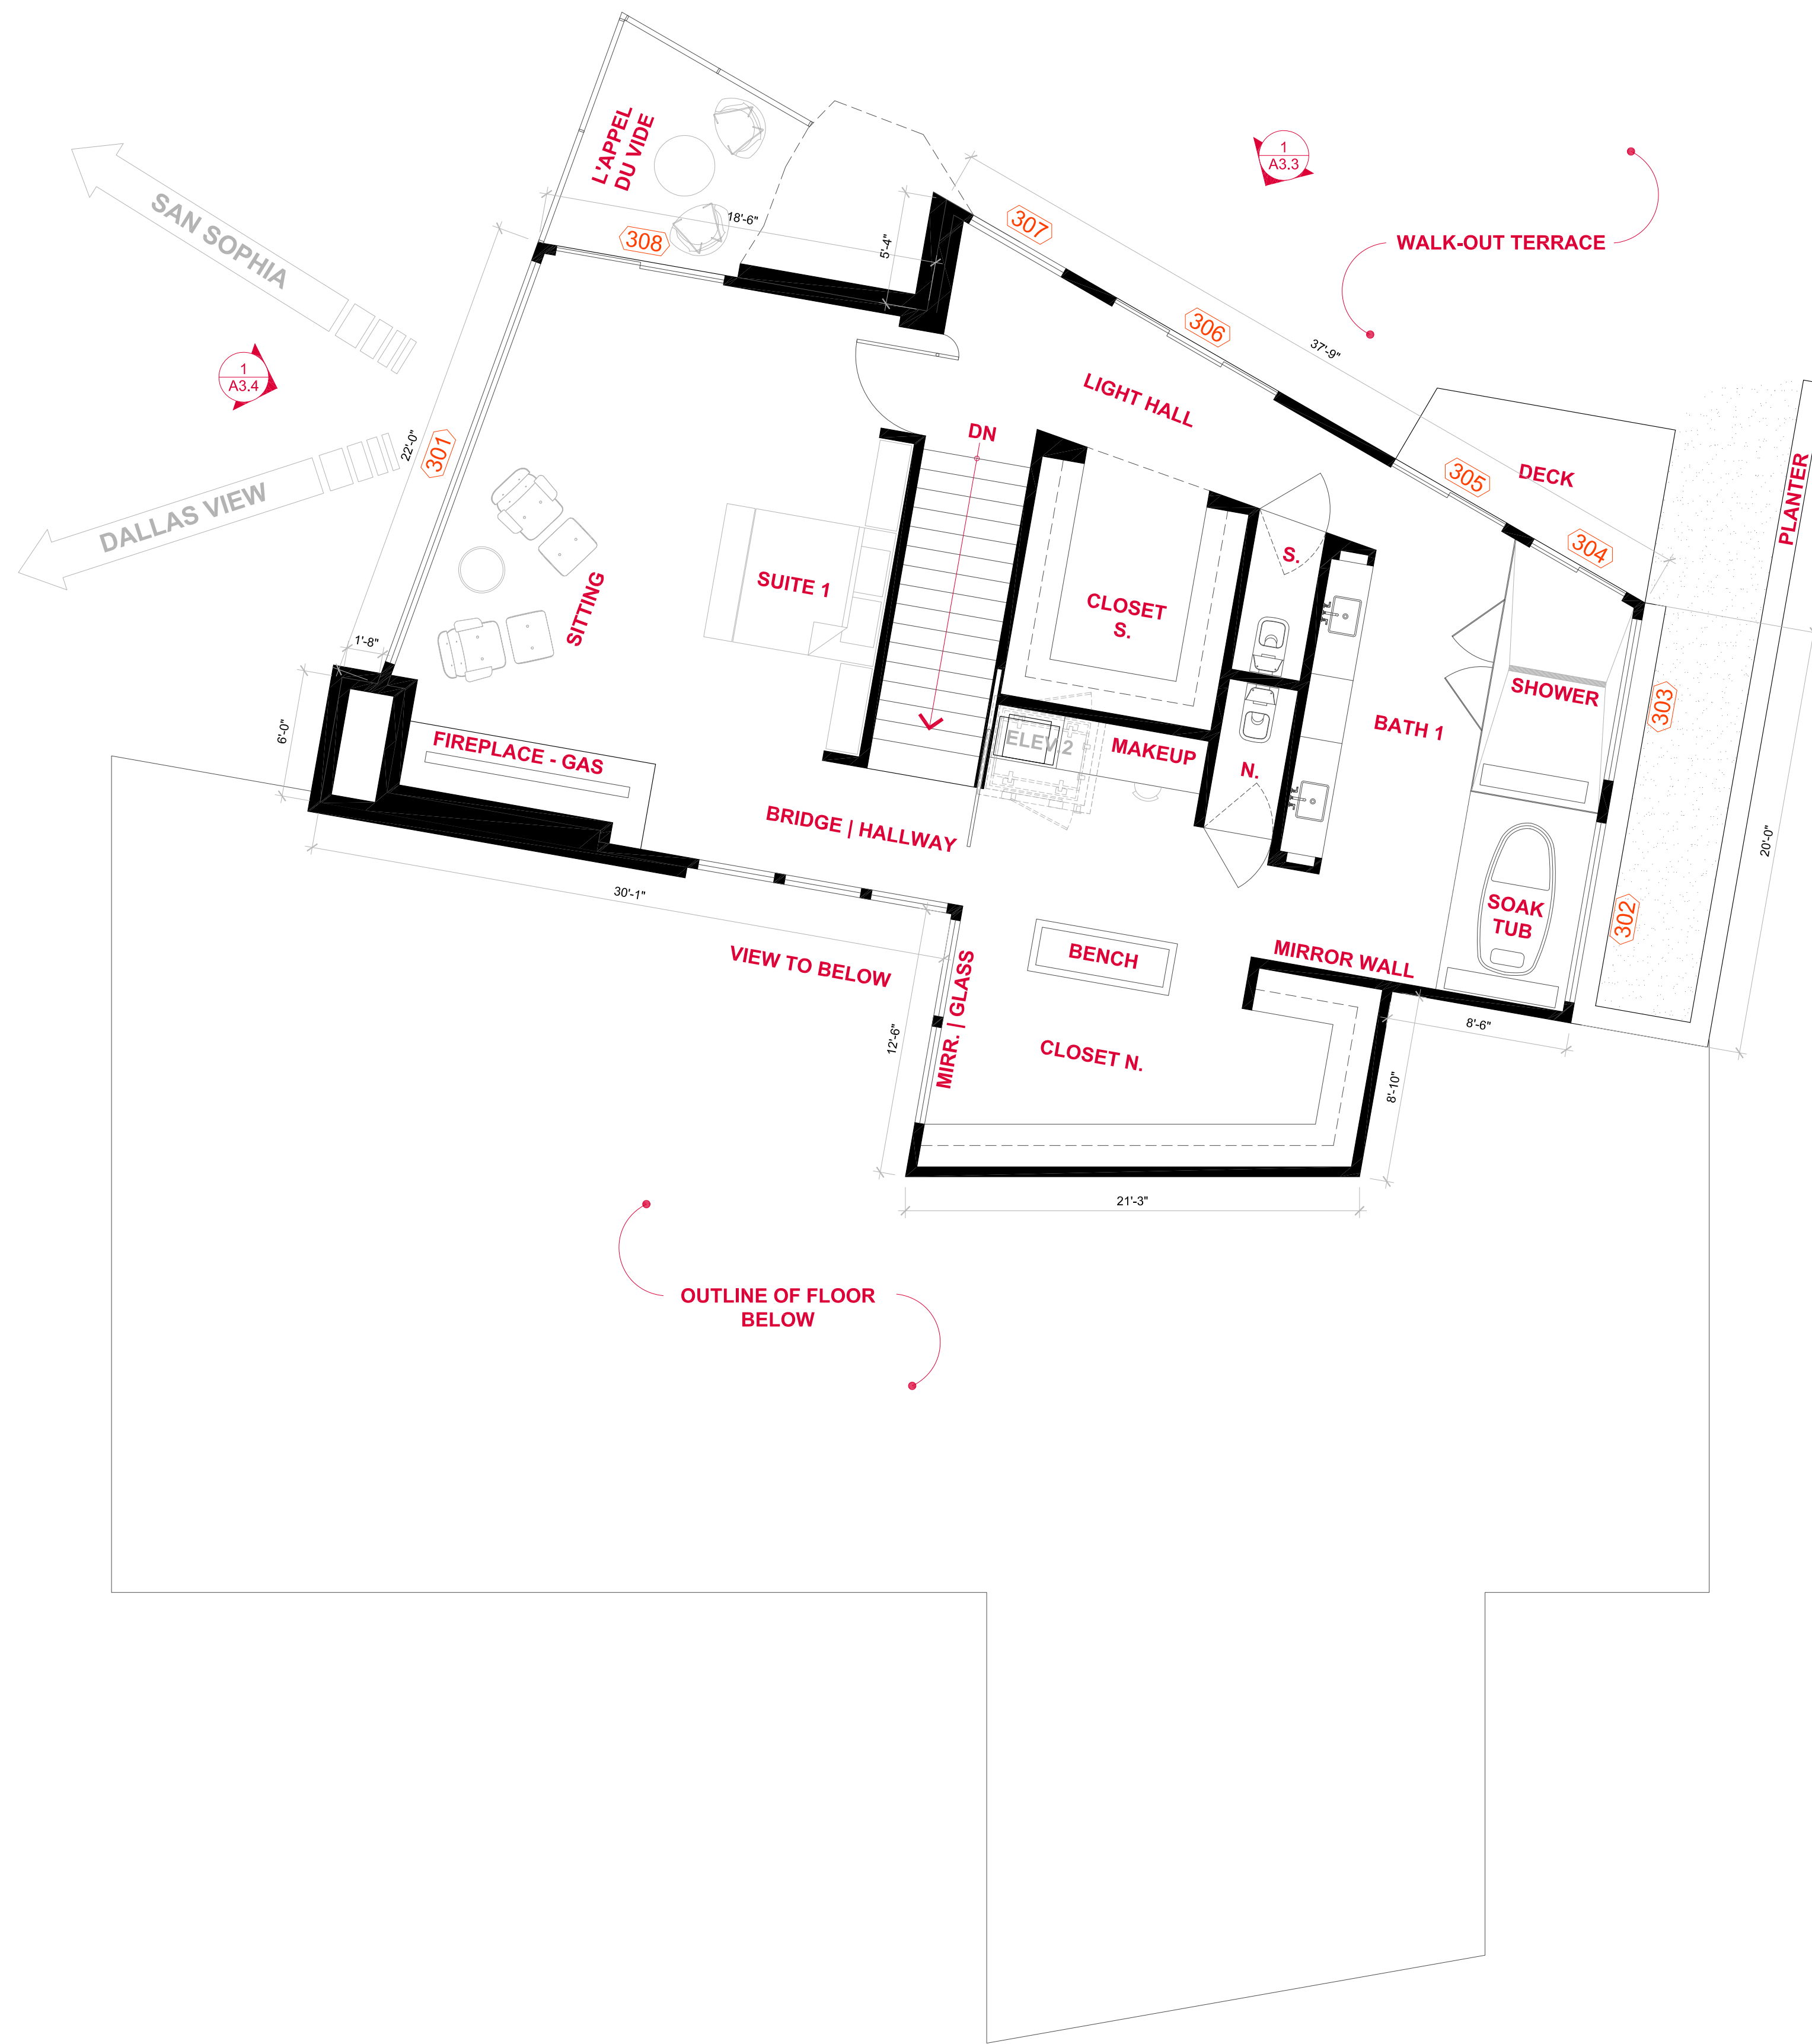 L'APPEL
DU VIDE
1
A3.3
307
18'-6"
308
5'-4"
WALK-OUT TERRACE
SAN SOPHIA
306
37'-9"
1
A3.4
LIGHT HALL
DN
301
22'-0"
305
DECK
PLANTER
DALLAS VIEW
304
S.
SUITE 1
SITTING
CLOSET
S.
1'-8"
SHOWER
303
6'-0"
FIREPLACE - GAS
ELEV 2
MAKEUP
BATH 1
N.
BRIDGE | HALLWAY
20'-0"
30'-1"
SOAK
TUB
302
VIEW TO BELOW
MIRR. | GLASS
BENCH
MIRROR WALL
12'-6"
CLOSET N.
8'-6"
8'-10"
21'-3"
OUTLINE OF FLOOR
BELOW